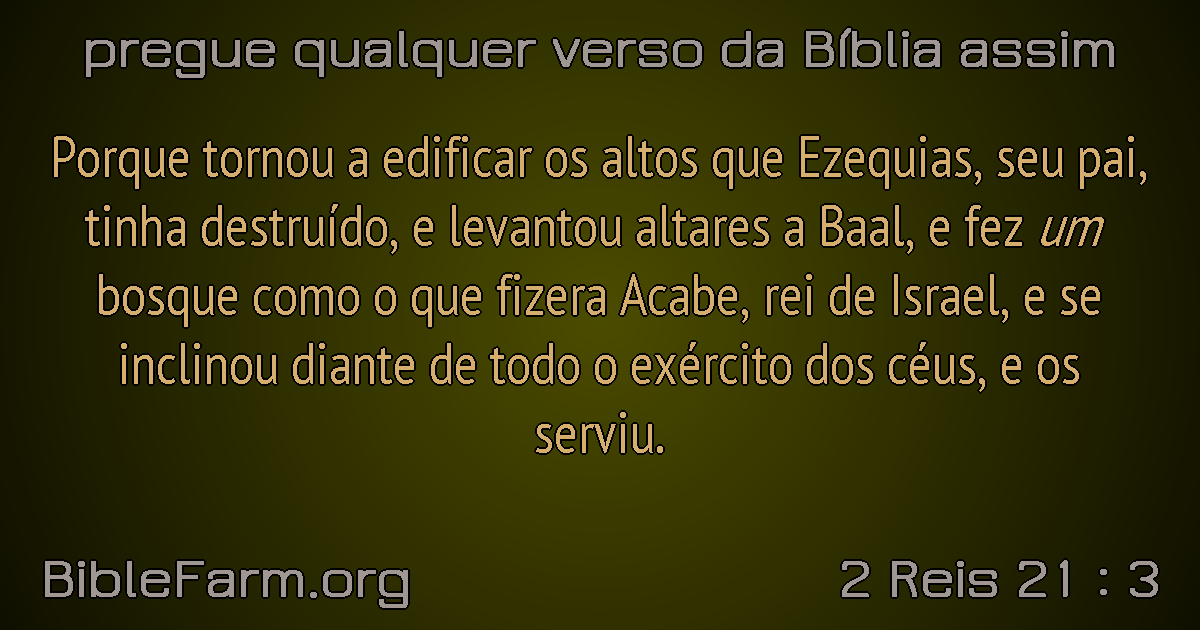 pregue qualquer verso da Bíblia assim
Porque tornou a edificar os altos que Ezequias, seu pai,
tinha destruído, e levantou altares a Baal, e fez um
bosque como o que fizera Acabe, rei de Israel, e se
inclinou diante de todo o exército dos céus, e os
serviu.
BibleFarm.org
2 Reis 21 : 3